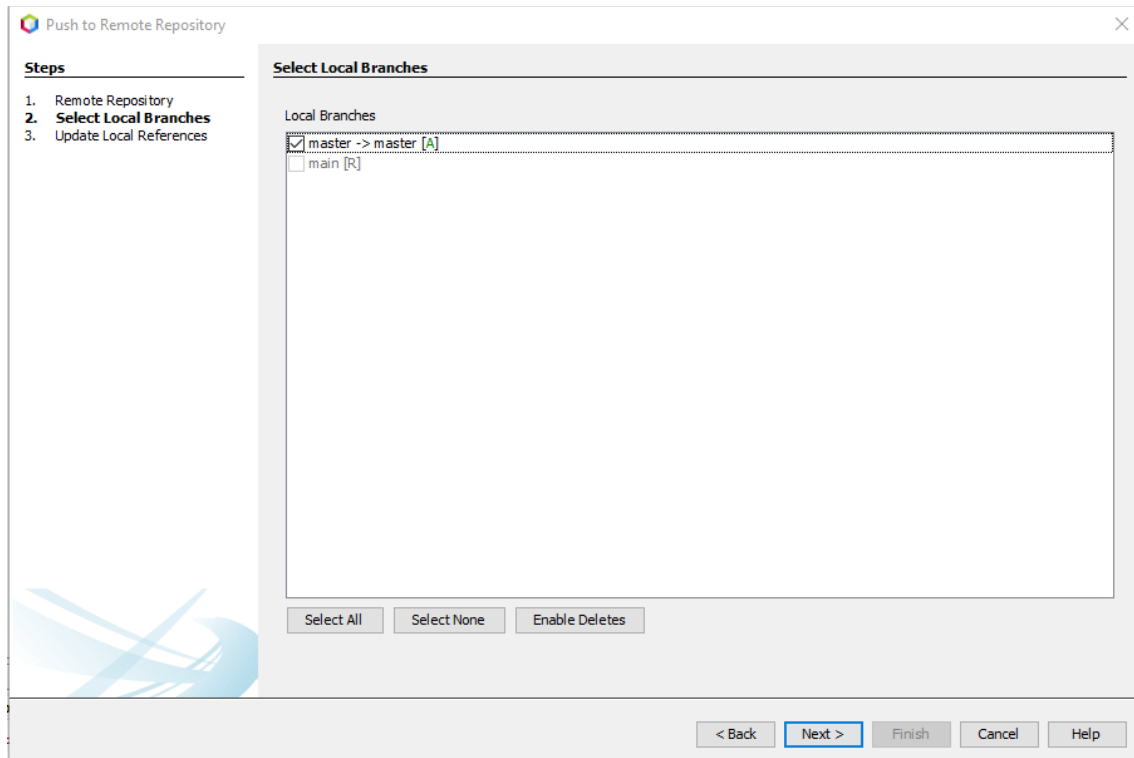 Push to Remote Repository
Steps
1. Remote Repository
2. Select Local Branches
3. Update Local References
Select Local Branches
Local Branches
master -> master [A]
main [R]
Select All
Select None
Enable Deletes
< Back
Next >
Finish
Cancel
Help